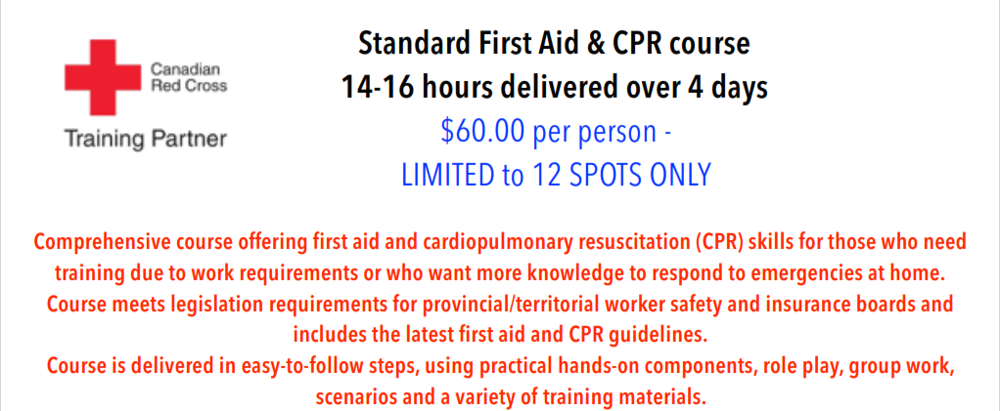 Canadian
Red Cross
Training Partner
Standard First Aid & CPR course
14-16 hours delivered over 4 days
$60.00 per person -
LIMITED to 12 SPOTS ONLY
Comprehensive course offering first aid and cardiopulmonary resuscitation (CPR) skills for those who need
training due to work requirements or who want more knowledge to respond to emergencies at home.
Course meets legislation requirements for provincial/territorial worker safety and insurance boards and
includes the latest first aid and CPR guidelines.
Course is delivered in easy-to-follow steps, using practical hands-on components, role play, group work,
scenarios and a variety of training materials.